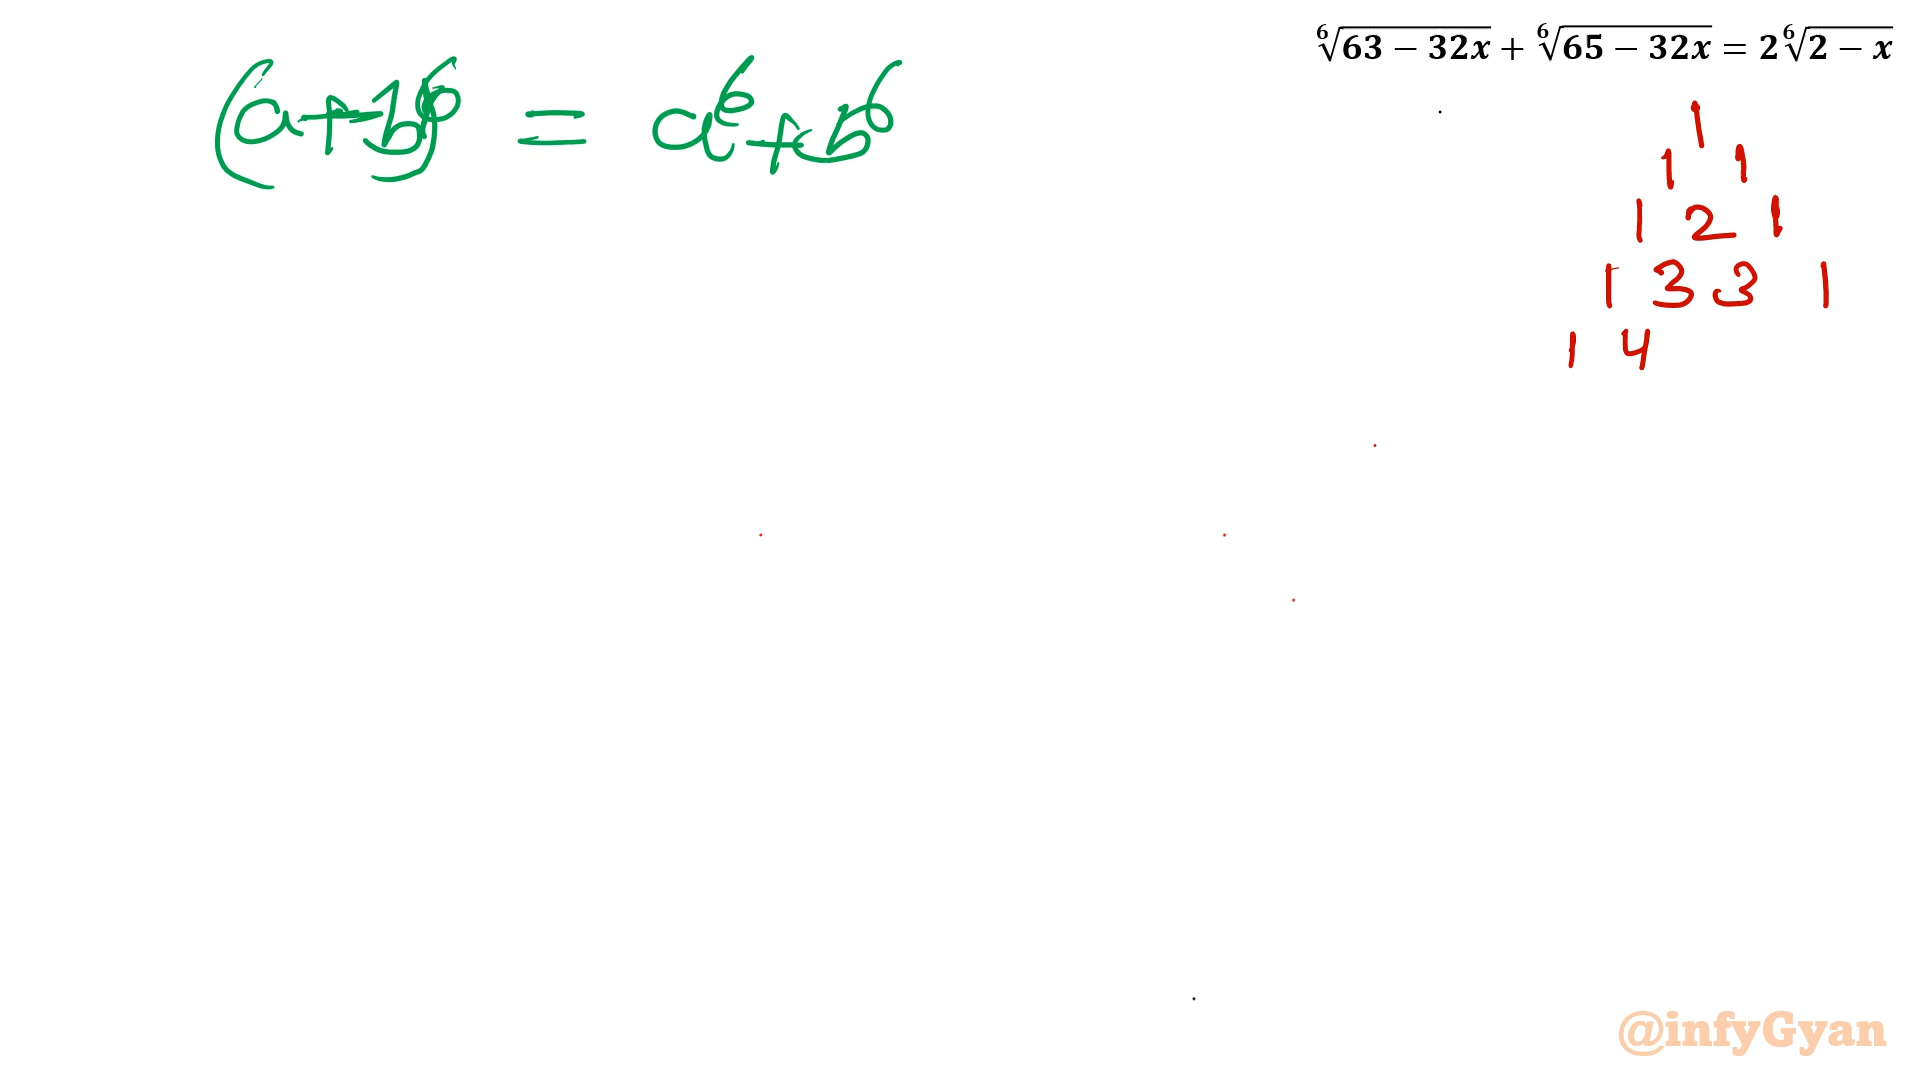 ⁶√63 − 32x + ⁶√65 − 32x = 2⁶√2 − x
(a+b)⁶ = a⁶+b⁶
1
1 1
1 2 1
1 3 3 1
1 4
@infyGyan